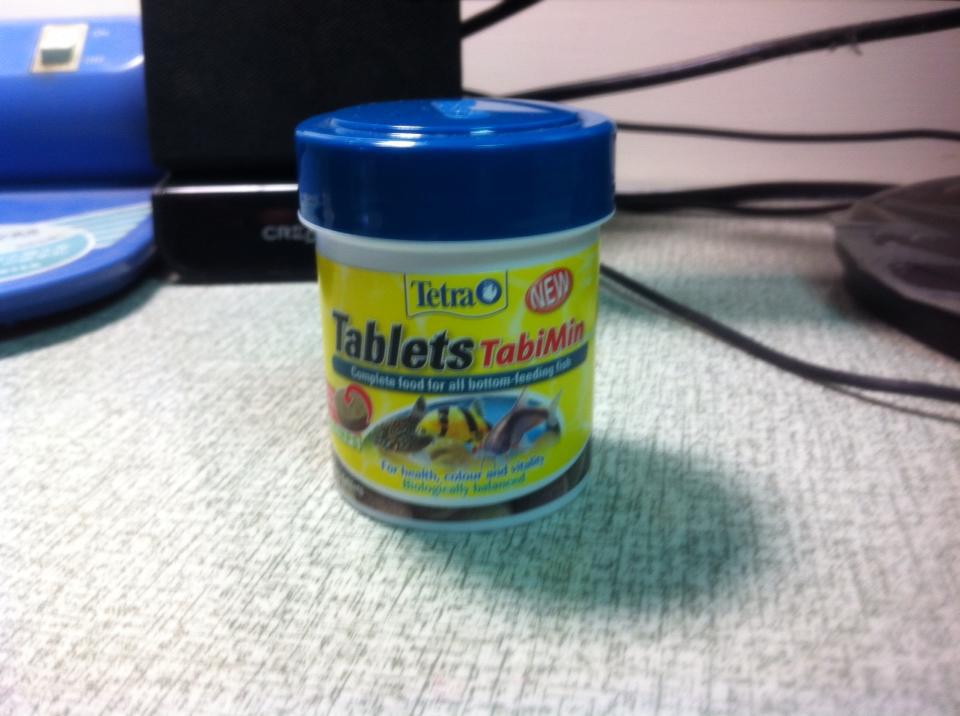 Tetra
NEW
Tablets TabiMin
Complete food for all bottom-feeding fish
For health, colour and vitality
Biologically balanced